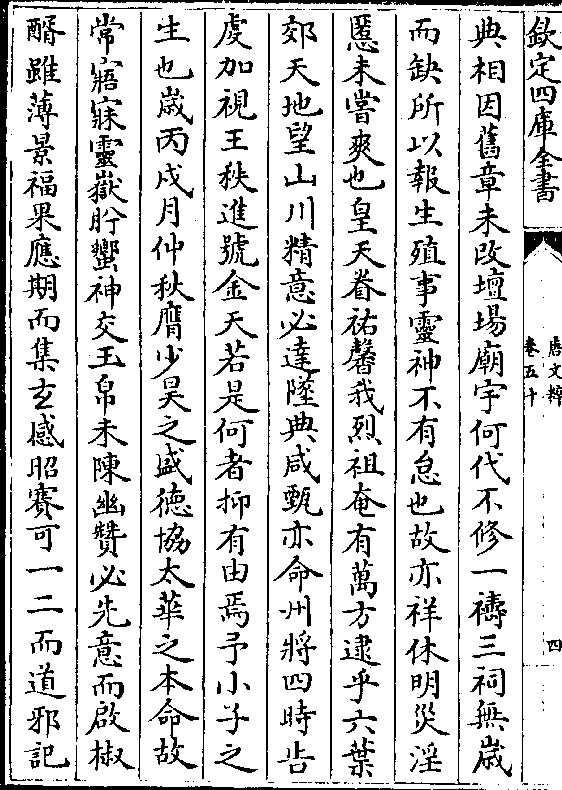 欽定四庫全書
唐文粹
卷五十
四
典相因舊章未改壇場廟宇何代不修一禱三祠無歳
而缺所以報生殖事靈神不有怠也故亦祥休明災淫
慝未嘗爽也皇天眷祐馨我烈祖奄有萬方逮乎六葉
郊天地望山川精意必達隆典咸甄亦命州將四時告
虔加視王秩進號金天若是何者抑有由焉予小子之
生也歳丙戌月仲秋膺少昊之盛徳協太華之本命故
常寤寐靈嶽肸蠁神交玉帛未陳幽贊必先意而啟椒
醑雖薄景福果應期而集玄感昭賽可一二而道邪記